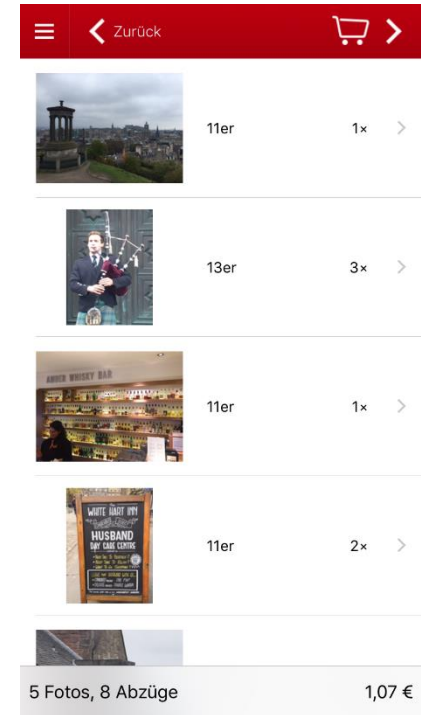 Zurück
11er 1×
13er 3×
AMBER WHISKY BAR
11er 1×
WHITE HART INN
HUSBAND
DAY CARE CENTRE
11er 2×
5 Fotos, 8 Abzüge 1,07 €